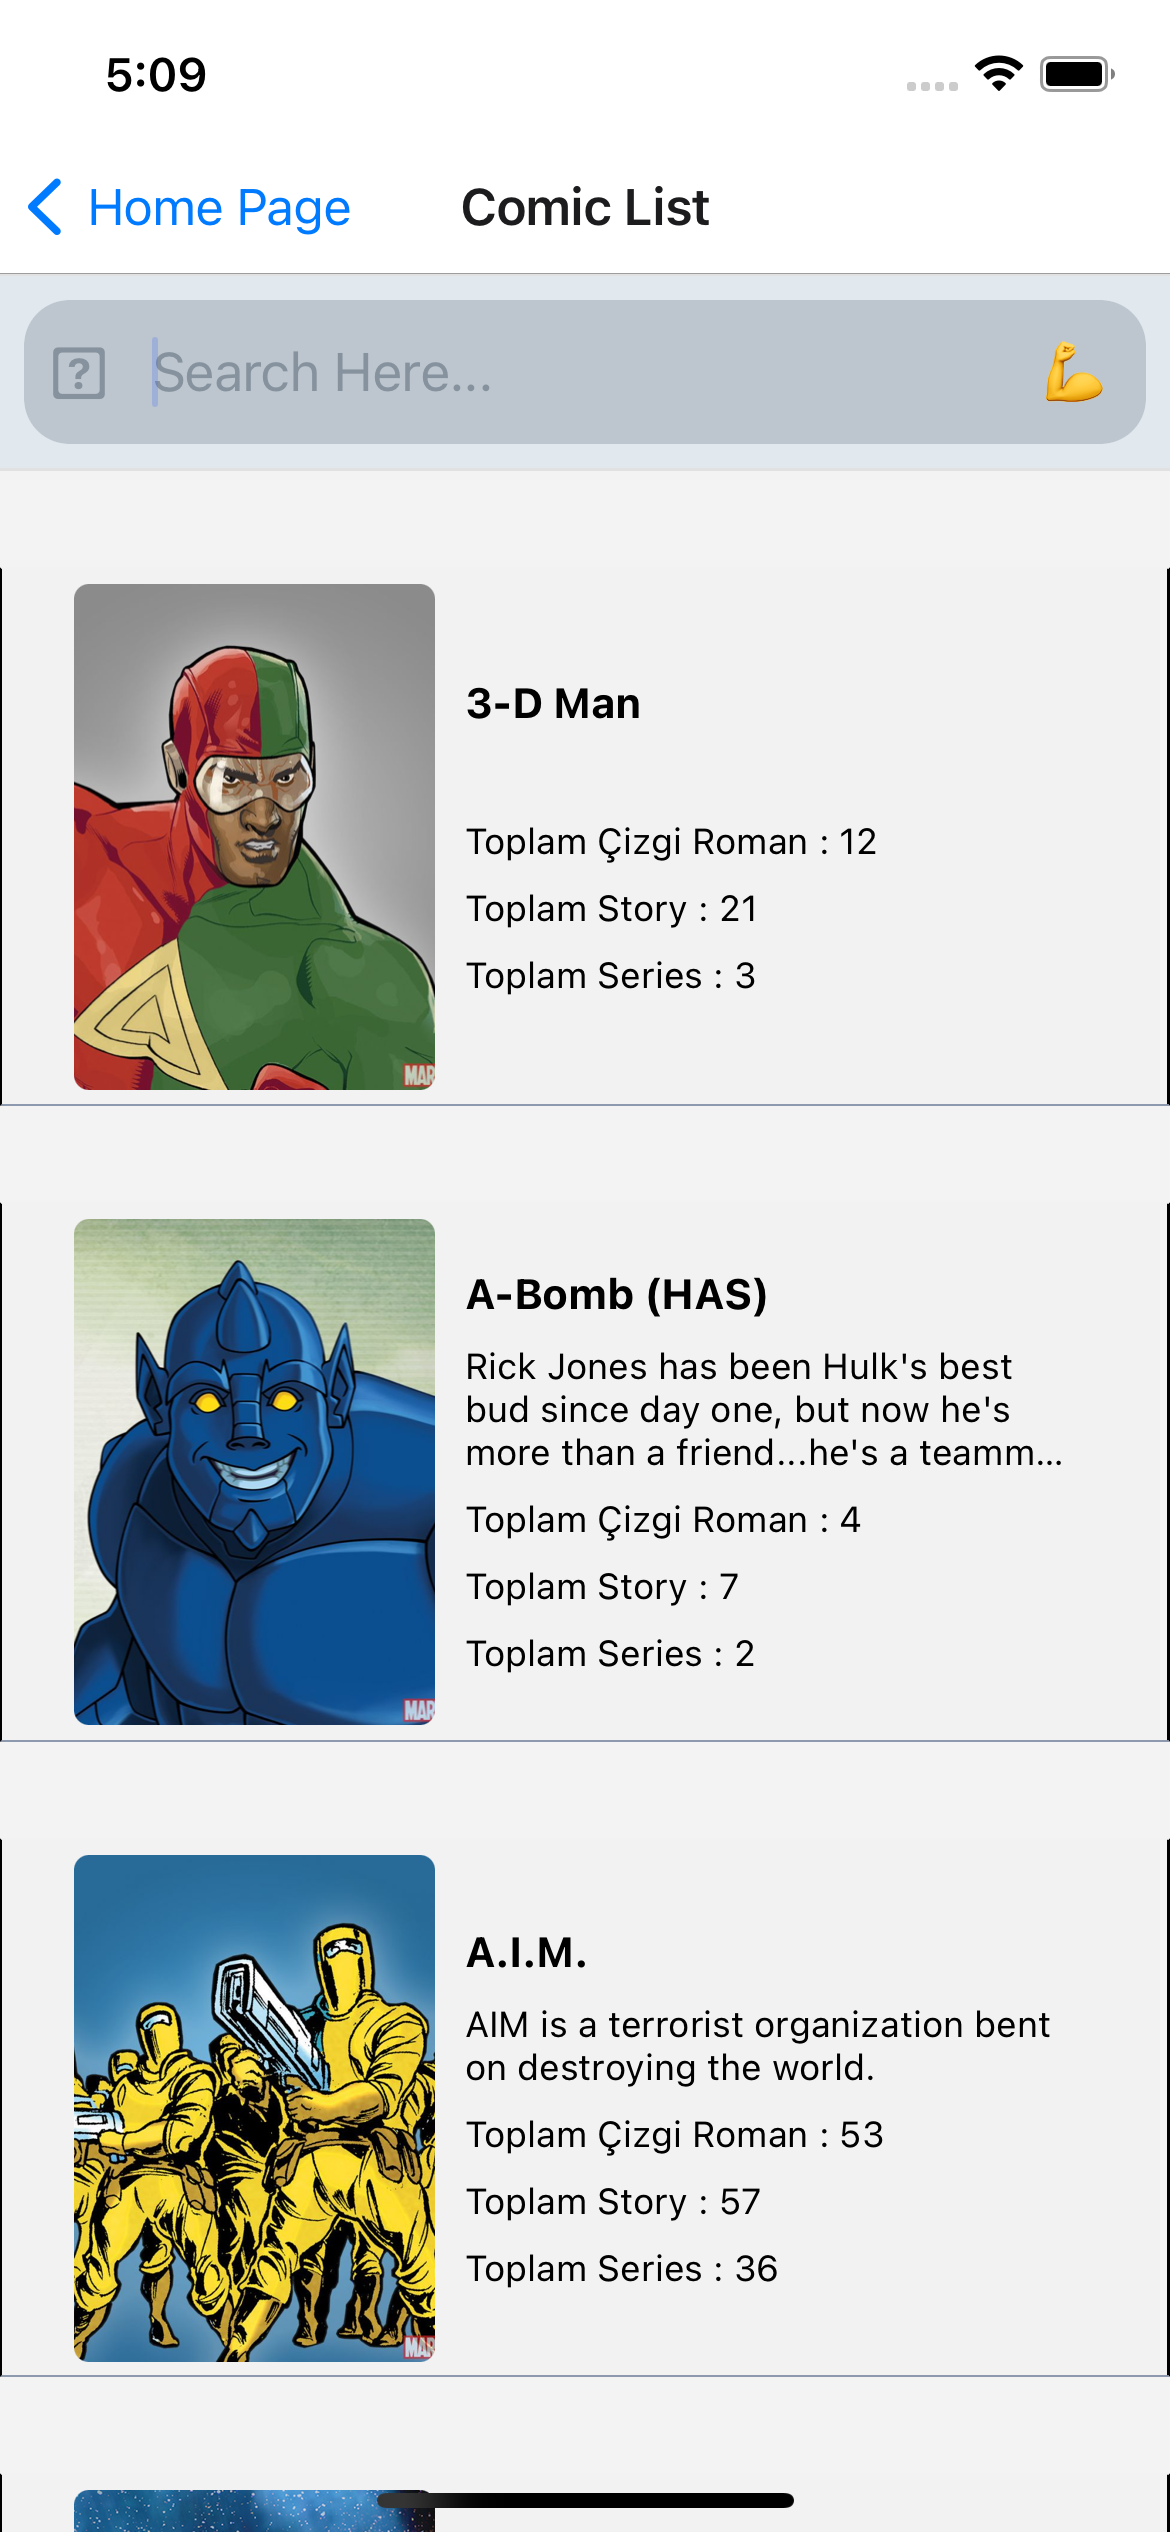 5:09
Home Page
Comic List
Search Here...
3-D Man
Toplam Çizgi Roman : 12
Toplam Story : 21
Toplam Series : 3
MAR
A-Bomb (HAS)
Rick Jones has been Hulk's best
bud since day one, but now he's
more than a friend...he's a teamm...
Toplam Çizgi Roman : 4
Toplam Story : 7
Toplam Series : 2
MAR
A.I.M.
AIM is a terrorist organization bent
on destroying the world.
Toplam Çizgi Roman : 53
Toplam Story : 57
Toplam Series : 36
MAR